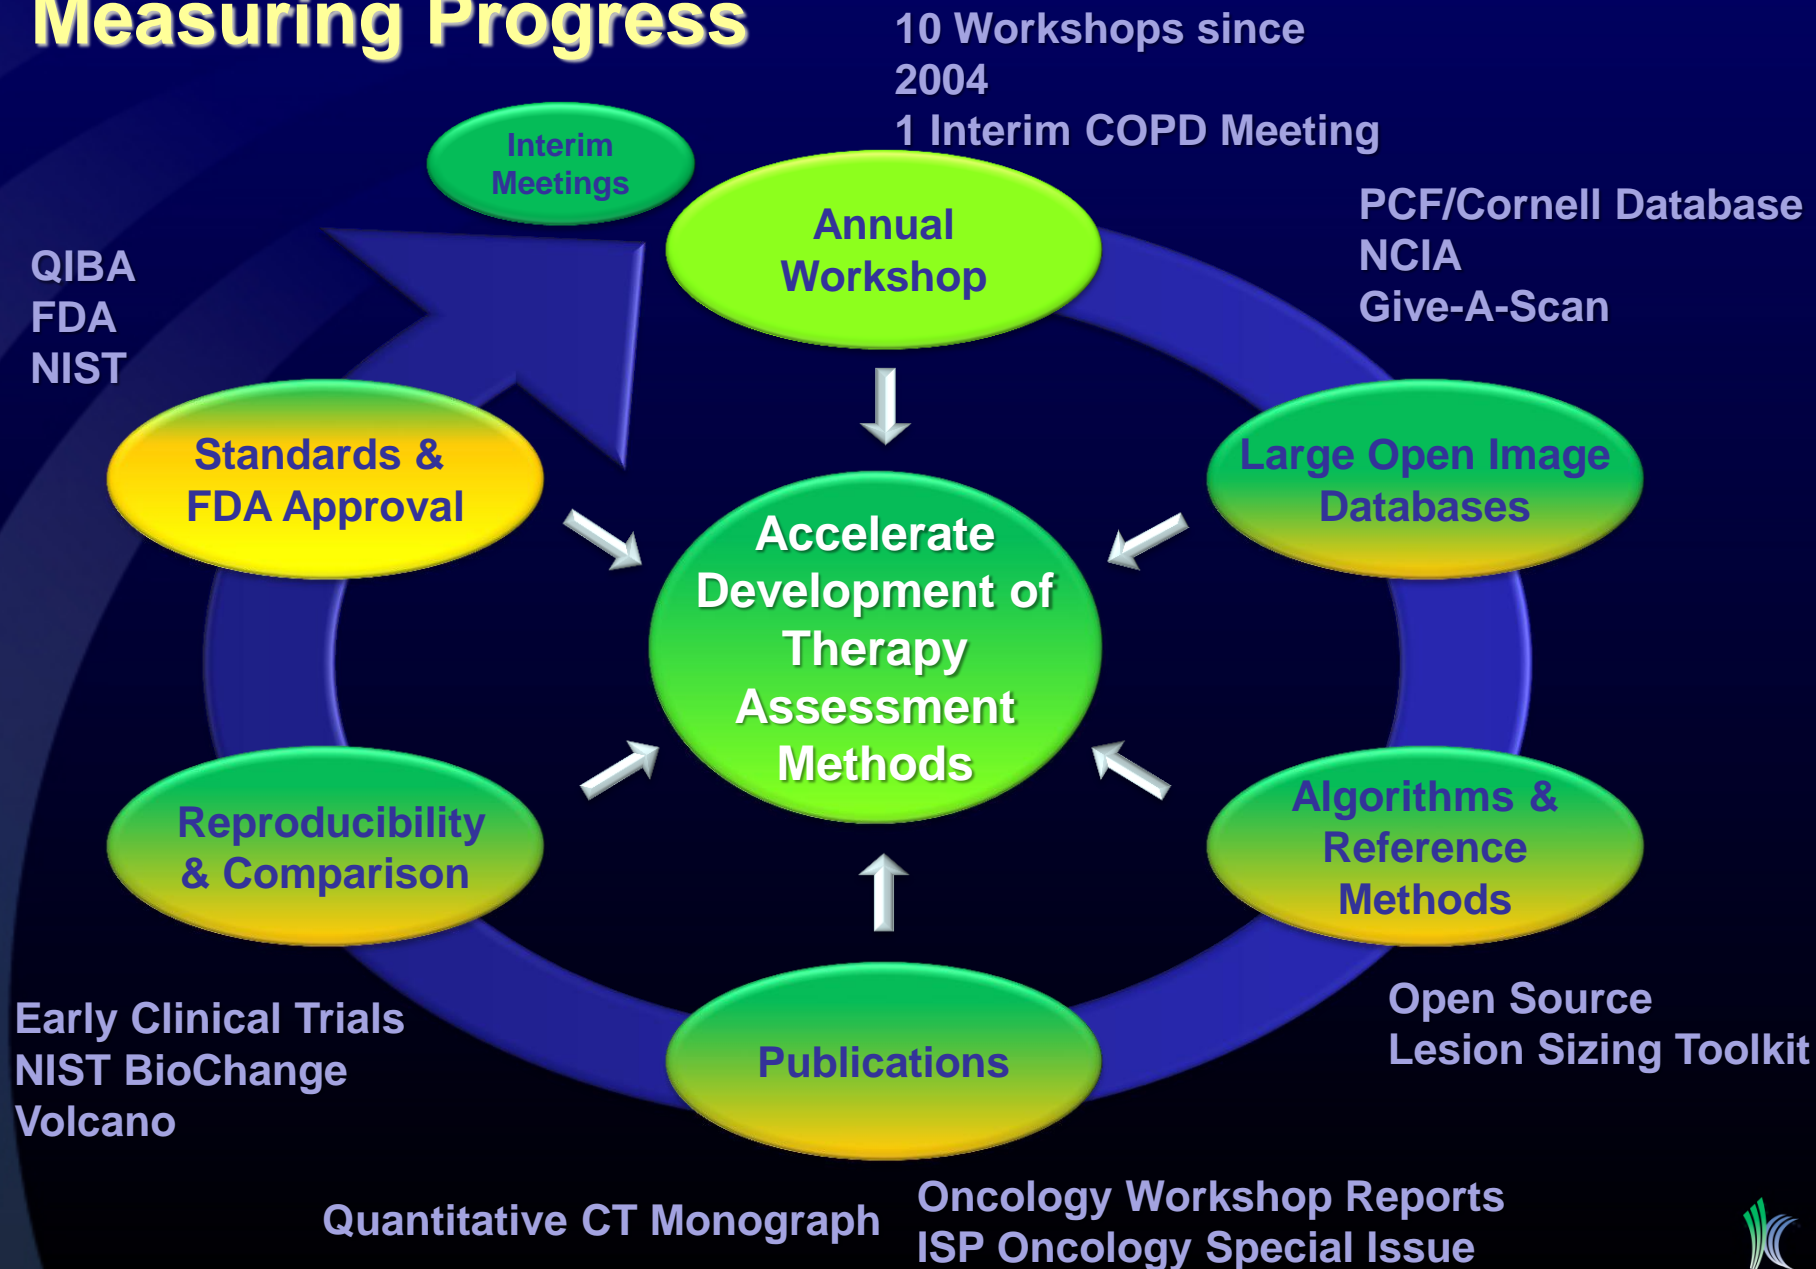 Measuring Progress
10 Workshops since
2004
1 Interim COPD Meeting
Interim
Meetings
Annual
Workshop
PCF/Cornell Database
NCIA
Give-A-Scan
QIBA
FDA
NIST
Standards &
FDA Approval
Large Open Image
Databases
Accelerate
Development of
Therapy
Assessment
Methods
Reproducibility
& Comparison
Algorithms &
Reference
Methods
Early Clinical Trials
NIST BioChange
Volcano
Publications
Open Source
Lesion Sizing Toolkit
Quantitative CT Monograph
Oncology Workshop Reports
ISP Oncology Special Issue